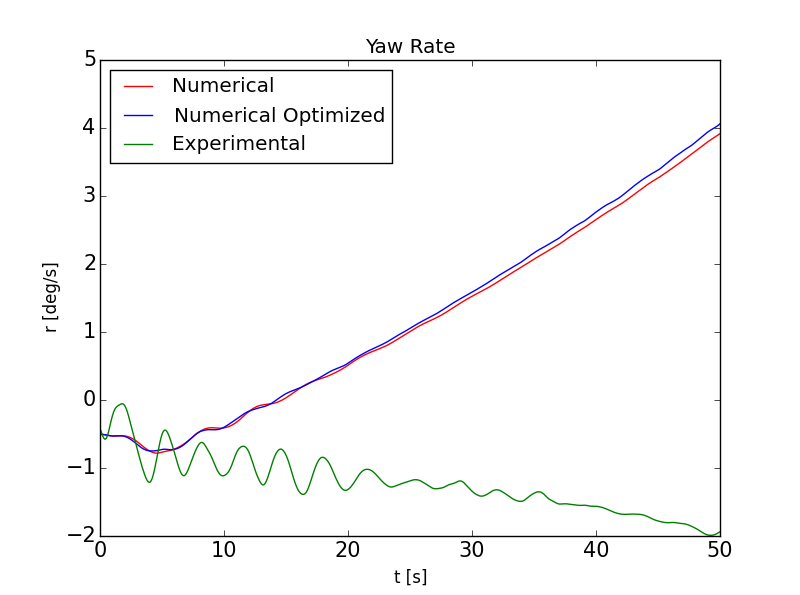 Yaw Rate
Numerical
Numerical Optimized
Experimental
5
4
3
2
1
0
−1
−2
r [deg/s]
0 10 20 30 40 50
t [s]